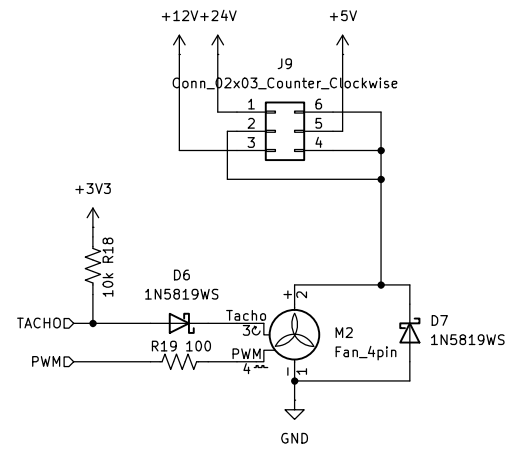 +12V +24V +5V
J9
Conn_02x03_Counter_Clockwise
1 6
2 5
3 4
+3V3
10k R18
D6
1N5819WS
TACHO
Tacho
3
+
2
M2
Fan_4pin
D7
1N5819WS
R19 100
PWM
PWM
4
−
1
GND